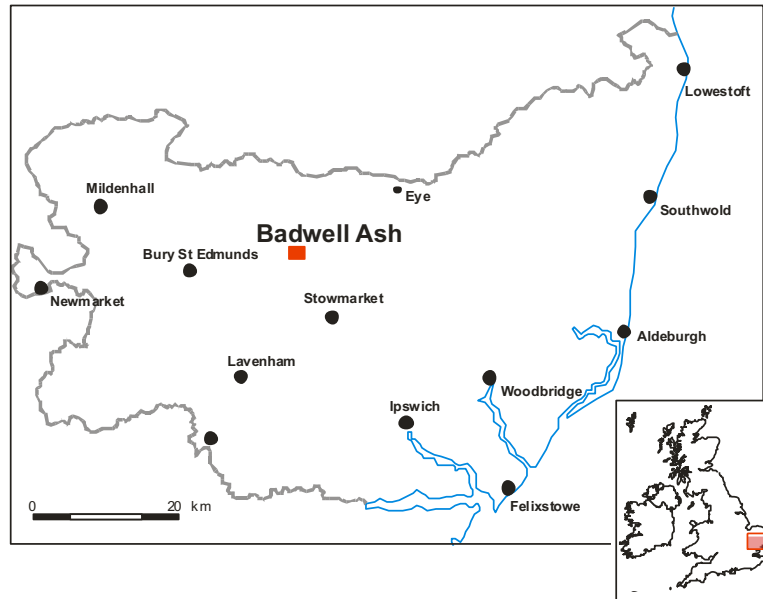 Lowestoft
Mildenhall
Eye
Southwold
Badwell Ash
Bury St Edmunds
Newmarket
Stowmarket
Aldeburgh
Lavenham
Woodbridge
Ipswich
0 20 km
Felixstowe